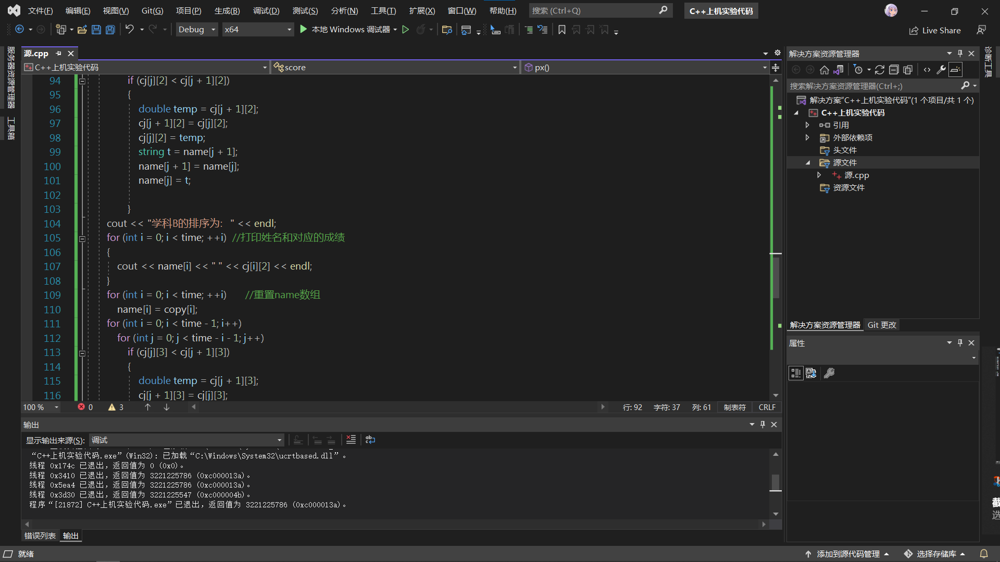 文件(F) 编辑(E) 视图(V) Git(G) 项目(P) 生成(B) 调试(D) 测试(S) 分析(N) 工具(T) 扩展(X) 窗口(W) 帮助(H) 搜索 (Ctrl+Q) C++上机实验代码
Debug x64 本地 Windows 调试器 Live Share
服务器资源管理器
工具箱
源.cpp
C++上机实验代码 score px()
94 if (cj[j][2] < cj[j + 1][2])
95 {
96 double temp = cj[j + 1][2];
97 cj[j + 1][2] = cj[j][2];
98 cj[j][2] = temp;
99 string t = name[j + 1];
100 name[j + 1] = name[j];
101 name[j] = t;
102
103 }
104 cout << "学科B的排序为: " << endl;
105 for (int i = 0; i < time; ++i) //打印姓名和对应的成绩
106 {
107 cout << name[i] << " " << cj[i][2] << endl;
108 }
109 for (int i = 0; i < time; ++i) //重置name数组
110 name[i] = copy[i];
111 for (int i = 0; i < time - 1; i++)
112 for (int j = 0; j < time - i - 1; j++)
113 if (cj[j][3] < cj[j + 1][3])
114 {
115 double temp = cj[j + 1][3];
116 cj[j + 1][3] = cj[j][3];
100 % 0 3 行: 92 字符: 37 列: 61 制表符 CRLF
输出
显示输出来源(S): 调试
“C++上机实验代码.exe”(Win32): 已加载“C:\Windows\System32\ucrtbased.dll”。
线程 0x174c 已退出，返回值为 0 (0x0)。
线程 0x3410 已退出，返回值为 3221225786 (0xc000013a)。
线程 0x5ea4 已退出，返回值为 3221225786 (0xc000013a)。
线程 0x3d30 已退出，返回值为 3221225547 (0xc000004b)。
程序“[21872] C++上机实验代码.exe”已退出，返回值为 3221225786 (0xc000013a)。
错误列表 输出
解决方案资源管理器
搜索解决方案资源管理器(Ctrl+;)
解决方案“C++上机实验代码”(1 个项目/共 1 个)
C++上机实验代码
引用
外部依赖项
头文件
源文件
源.cpp
资源文件
解决方案资源管理器 Git 更改
属性
诊断工具
截
选
就绪 添加到源代码管理 选择存储库